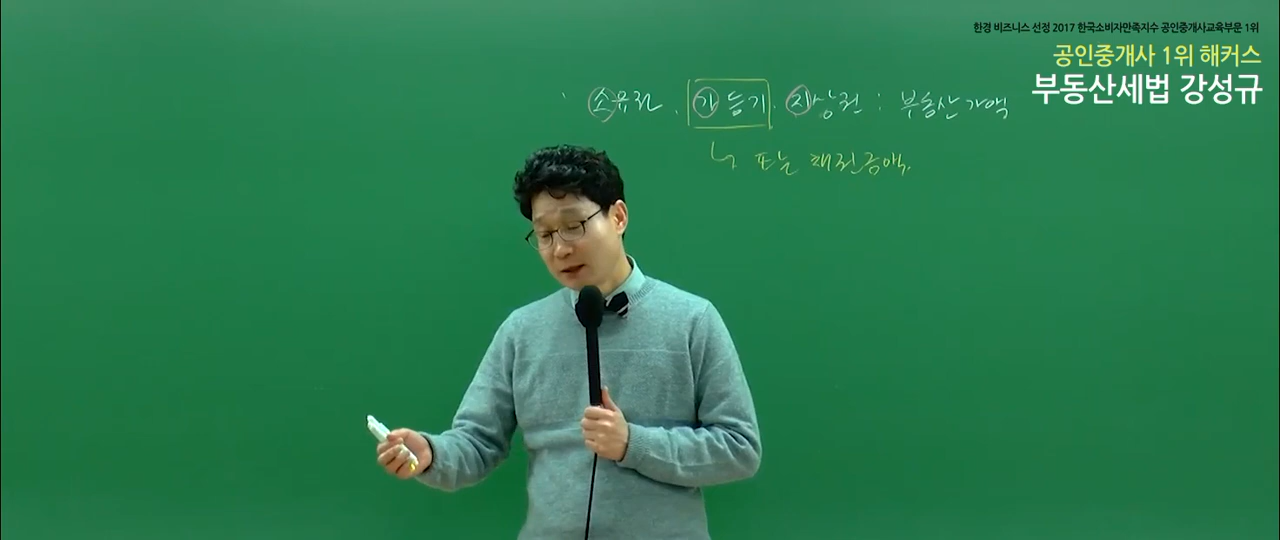 한경 비즈니스 선정 2017 한국소비자만족지수 공인중개사교육부문 1위
공인중개사 1위 해커스
부동산세법 강성규
소유권, 가등기, 지상권 : 부동산가액
↳ 또는 채권금액.